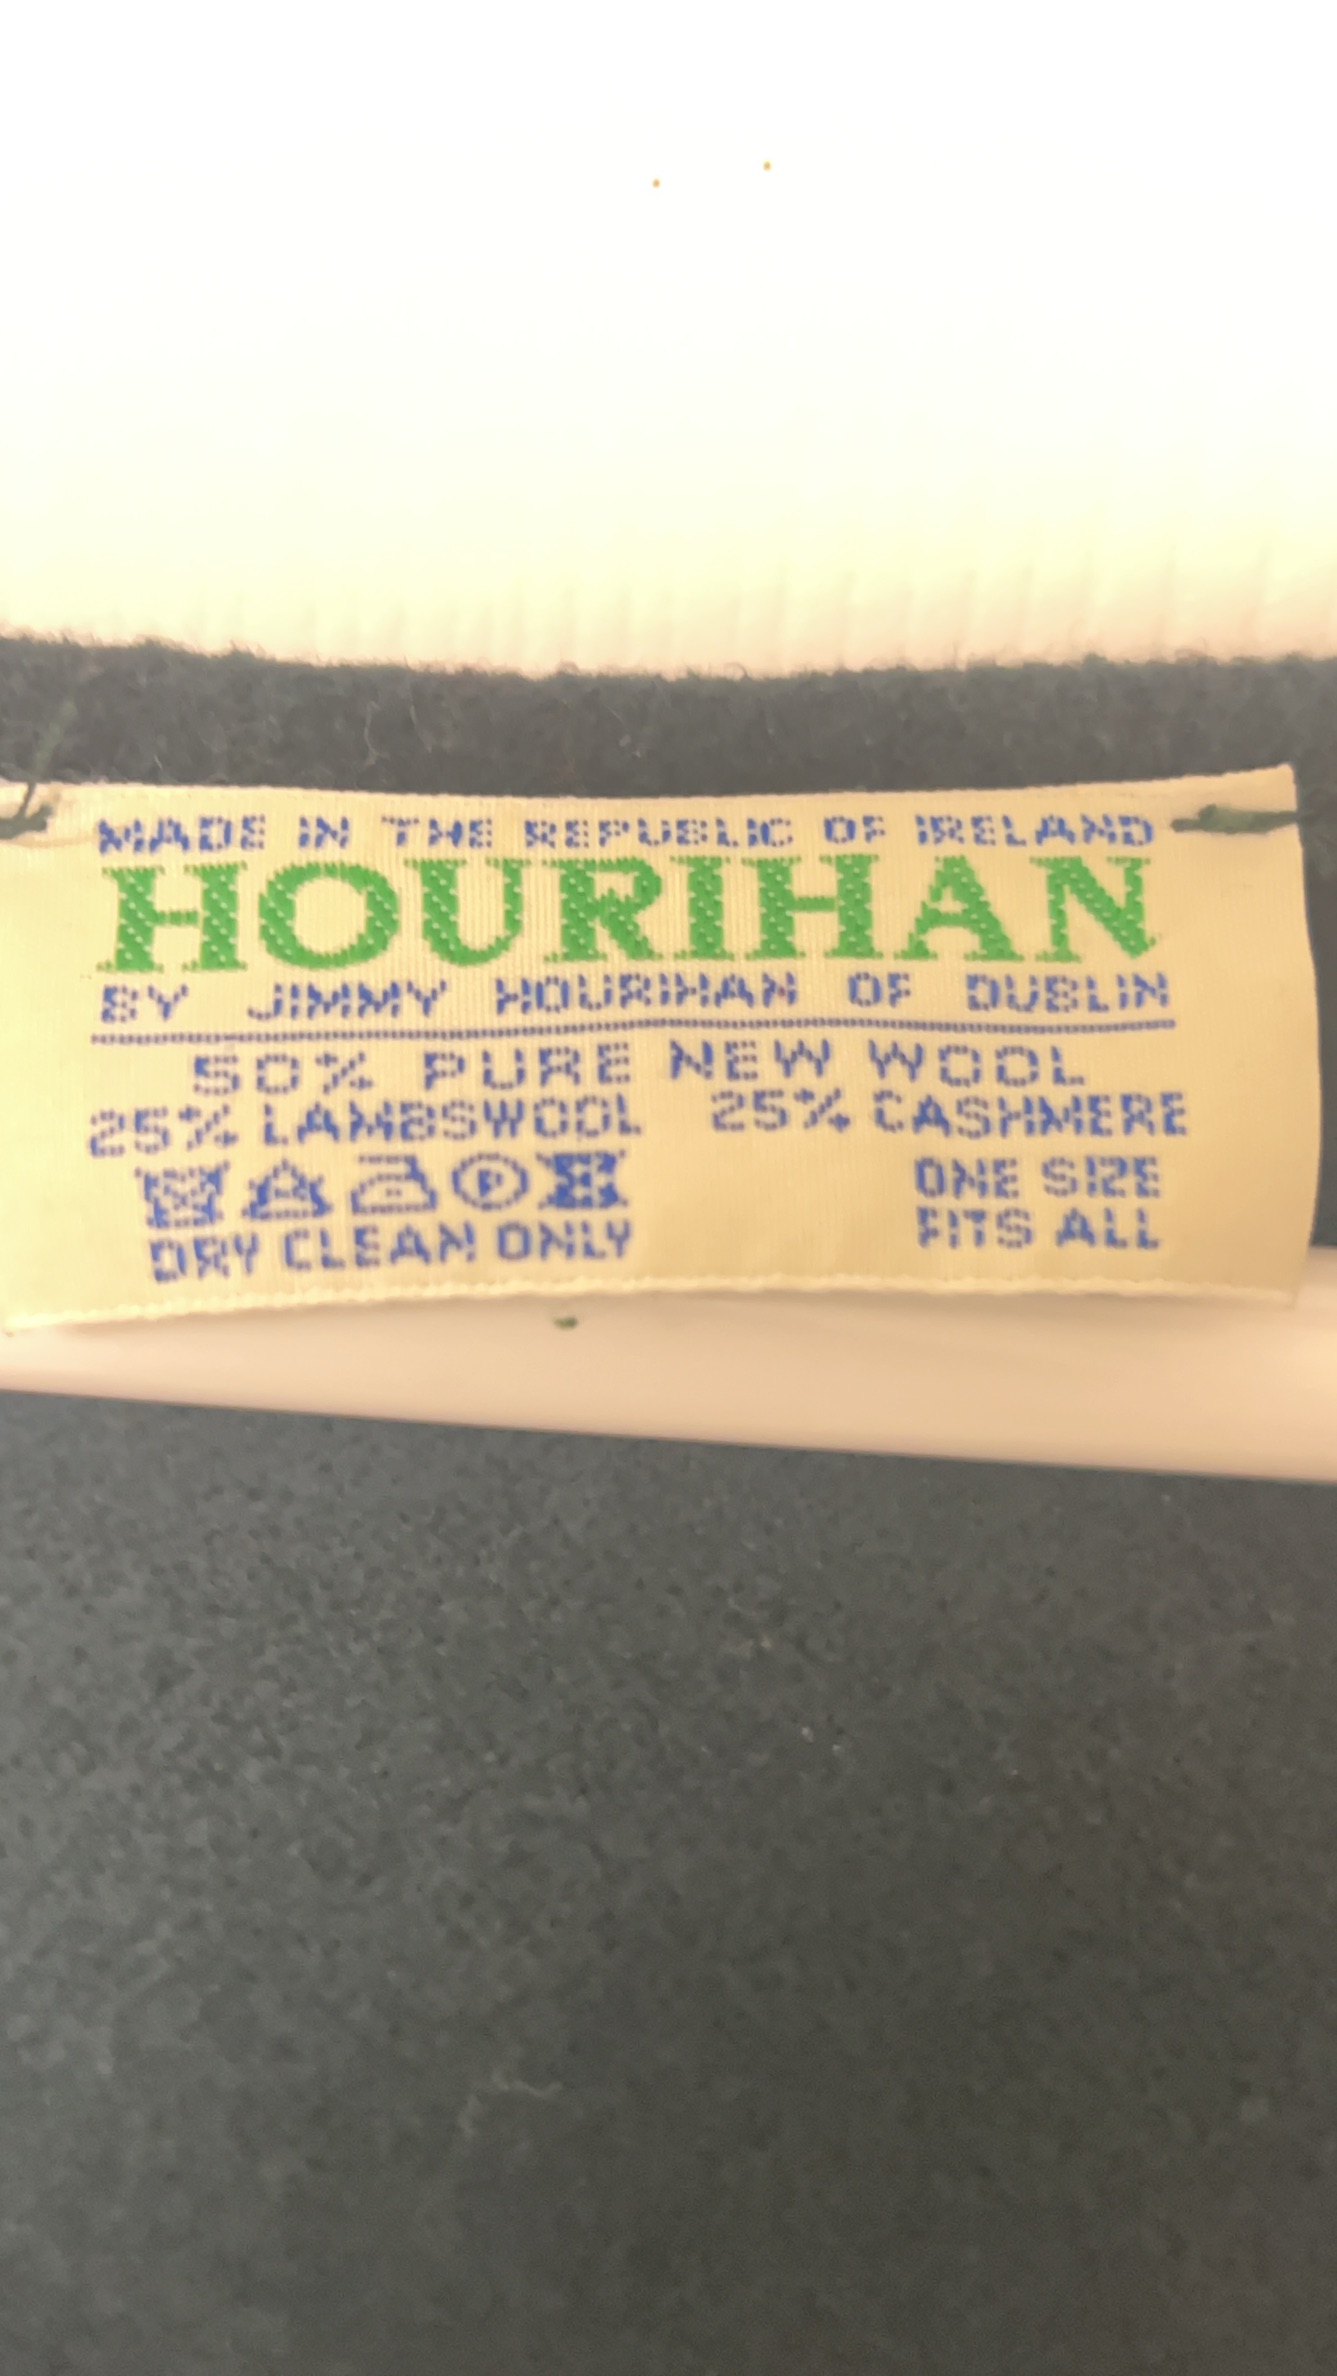 MADE IN THE REPUBLIC OF IRELAND
HOURIHAN
BY JIMMY HOURIHAN OF DUBLIN
50% PURE NEW WOOL
25% LAMBSWOOL 25% CASHMERE
P
DRY CLEAN ONLY
ONE SIZE
FITS ALL